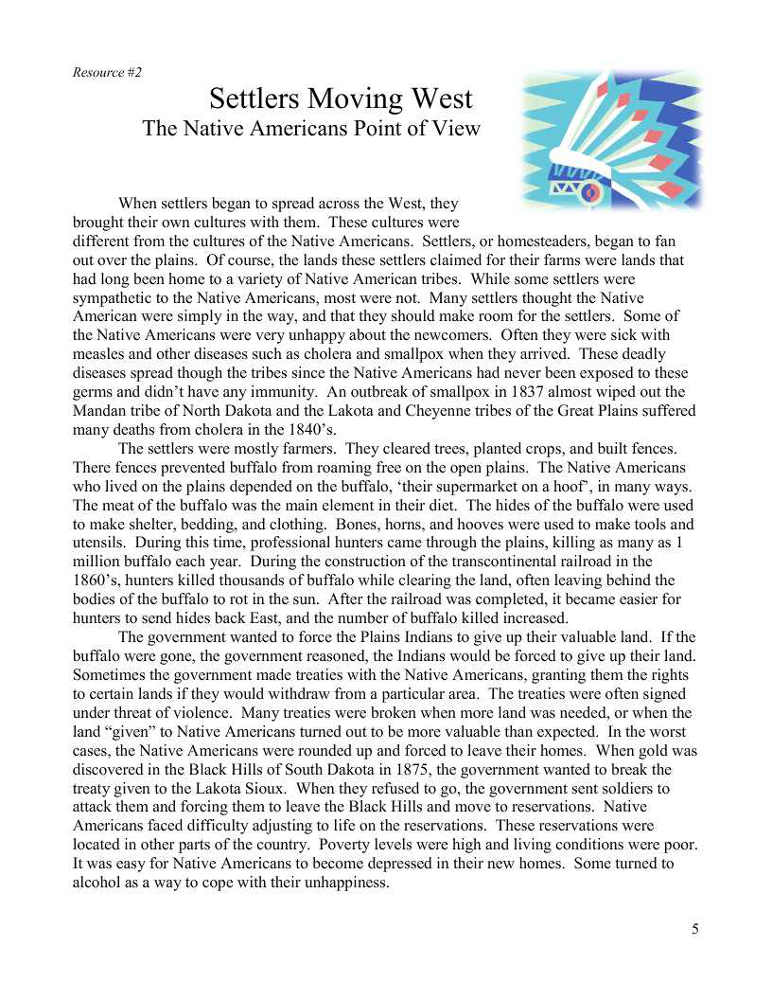 Resource #2
Settlers Moving West
The Native Americans Point of View
When settlers began to spread across the West, they
brought their own cultures with them.  These cultures were
different from the cultures of the Native Americans.  Settlers, or homesteaders, began to fan
out over the plains.  Of course, the lands these settlers claimed for their farms were lands that
had long been home to a variety of Native American tribes.  While some settlers were
sympathetic to the Native Americans, most were not.  Many settlers thought the Native
American were simply in the way, and that they should make room for the settlers.  Some of
the Native Americans were very unhappy about the newcomers.  Often they were sick with
measles and other diseases such as cholera and smallpox when they arrived.  These deadly
diseases spread though the tribes since the Native Americans had never been exposed to these
germs and didn’t have any immunity.  An outbreak of smallpox in 1837 almost wiped out the
Mandan tribe of North Dakota and the Lakota and Cheyenne tribes of the Great Plains suffered
many deaths from cholera in the 1840’s.
The settlers were mostly farmers.  They cleared trees, planted crops, and built fences.
There fences prevented buffalo from roaming free on the open plains.  The Native Americans
who lived on the plains depended on the buffalo, ‘their supermarket on a hoof’, in many ways.
The meat of the buffalo was the main element in their diet.  The hides of the buffalo were used
to make shelter, bedding, and clothing.  Bones, horns, and hooves were used to make tools and
utensils.  During this time, professional hunters came through the plains, killing as many as 1
million buffalo each year.  During the construction of the transcontinental railroad in the
1860’s, hunters killed thousands of buffalo while clearing the land, often leaving behind the
bodies of the buffalo to rot in the sun.  After the railroad was completed, it became easier for
hunters to send hides back East, and the number of buffalo killed increased.
The government wanted to force the Plains Indians to give up their valuable land.  If the
buffalo were gone, the government reasoned, the Indians would be forced to give up their land.
Sometimes the government made treaties with the Native Americans, granting them the rights
to certain lands if they would withdraw from a particular area.  The treaties were often signed
under threat of violence.  Many treaties were broken when more land was needed, or when the
land “given” to Native Americans turned out to be more valuable than expected.  In the worst
cases, the Native Americans were rounded up and forced to leave their homes.  When gold was
discovered in the Black Hills of South Dakota in 1875, the government wanted to break the
treaty given to the Lakota Sioux.  When they refused to go, the government sent soldiers to
attack them and forcing them to leave the Black Hills and move to reservations.  Native
Americans faced difficulty adjusting to life on the reservations.  These reservations were
located in other parts of the country.  Poverty levels were high and living conditions were poor.
It was easy for Native Americans to become depressed in their new homes.  Some turned to
alcohol as a way to cope with their unhappiness.
5